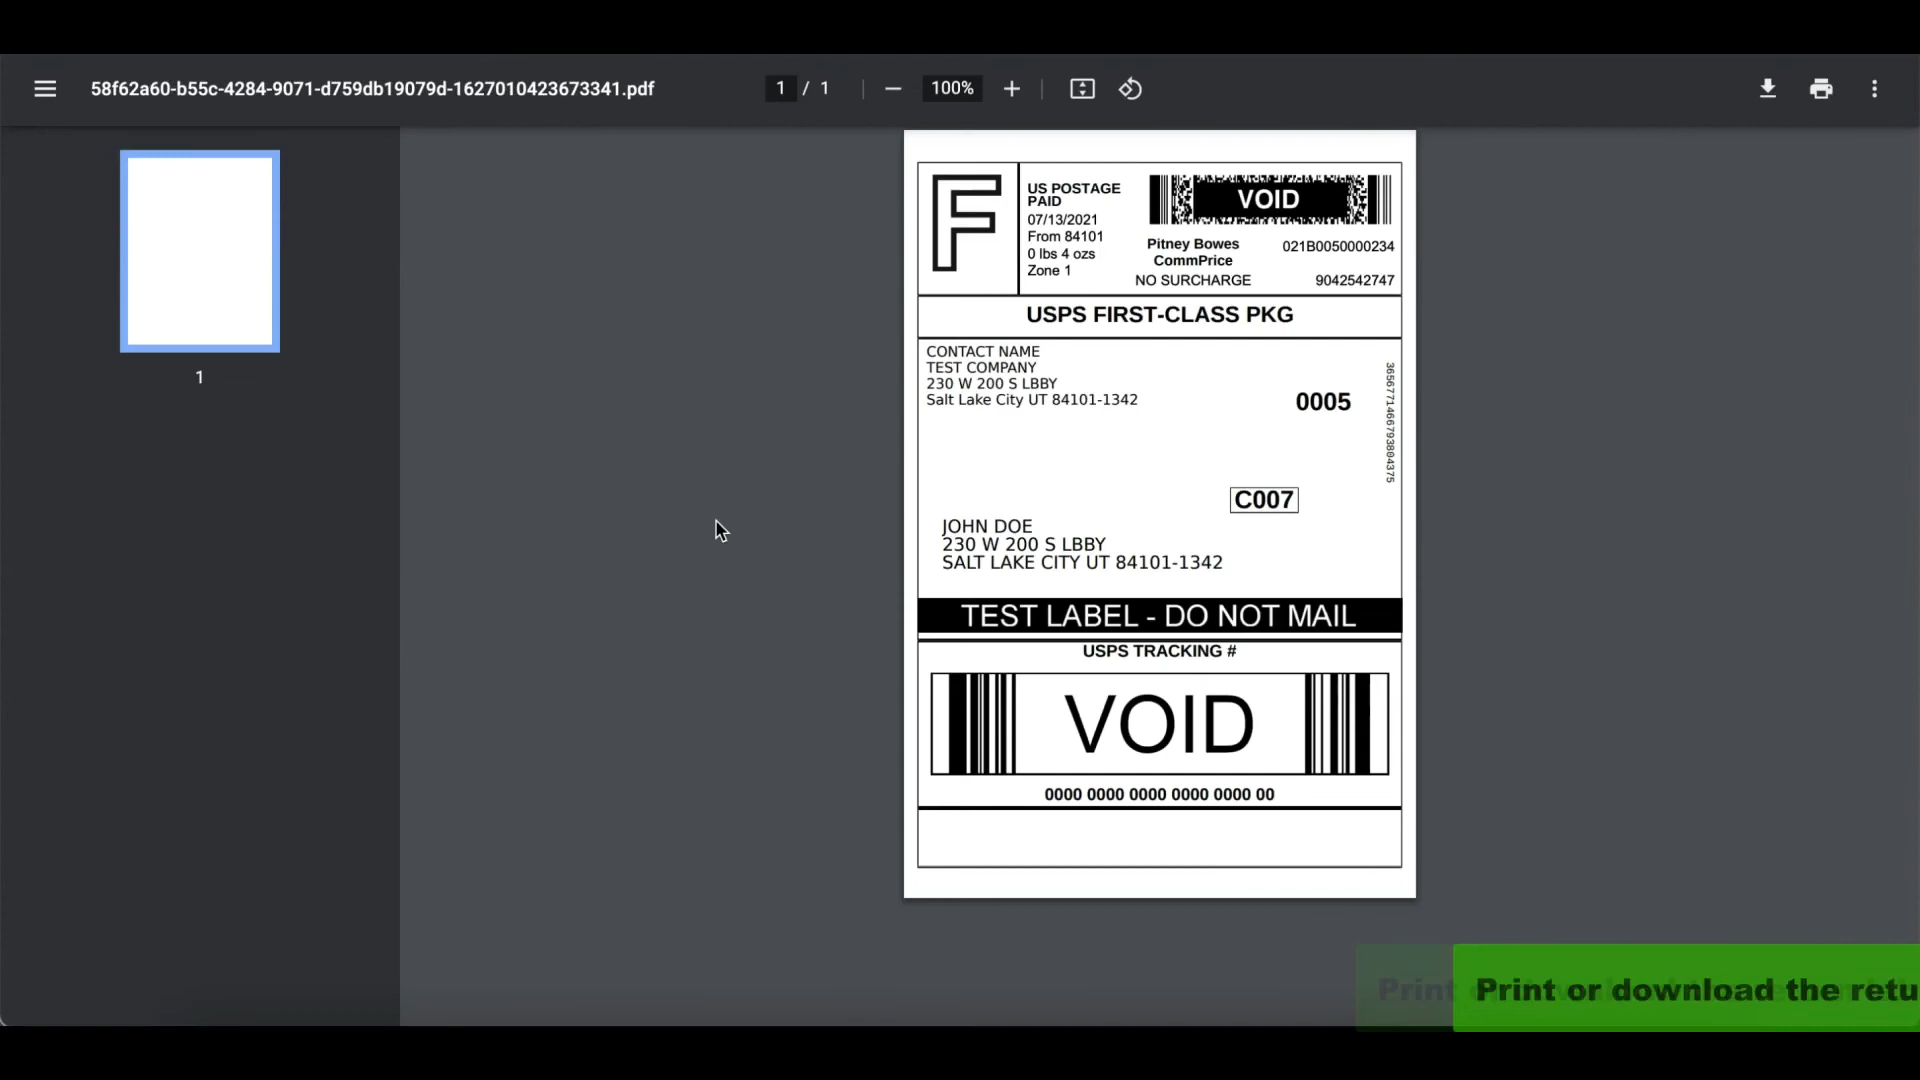 58f62a60-b55c-4284-9071-d759db19079d-1627010423673341.pdf
1 / 1
100%
1
F
US POSTAGE
PAID
07/13/2021
From 84101
0 lbs 4 ozs
Zone 1
VOID
Pitney Bowes
CommPrice
NO SURCHARGE
021B0050000234
9042542747
USPS FIRST-CLASS PKG
CONTACT NAME
TEST COMPANY
230 W 200 S LBBY
Salt Lake City UT 84101-1342
0005
36567714667938043​75
C007
JOHN DOE
230 W 200 S LBBY
SALT LAKE CITY UT 84101-1342
TEST LABEL - DO NOT MAIL
USPS TRACKING #
VOID
0000 0000 0000 0000 0000 00
Print or download the retu